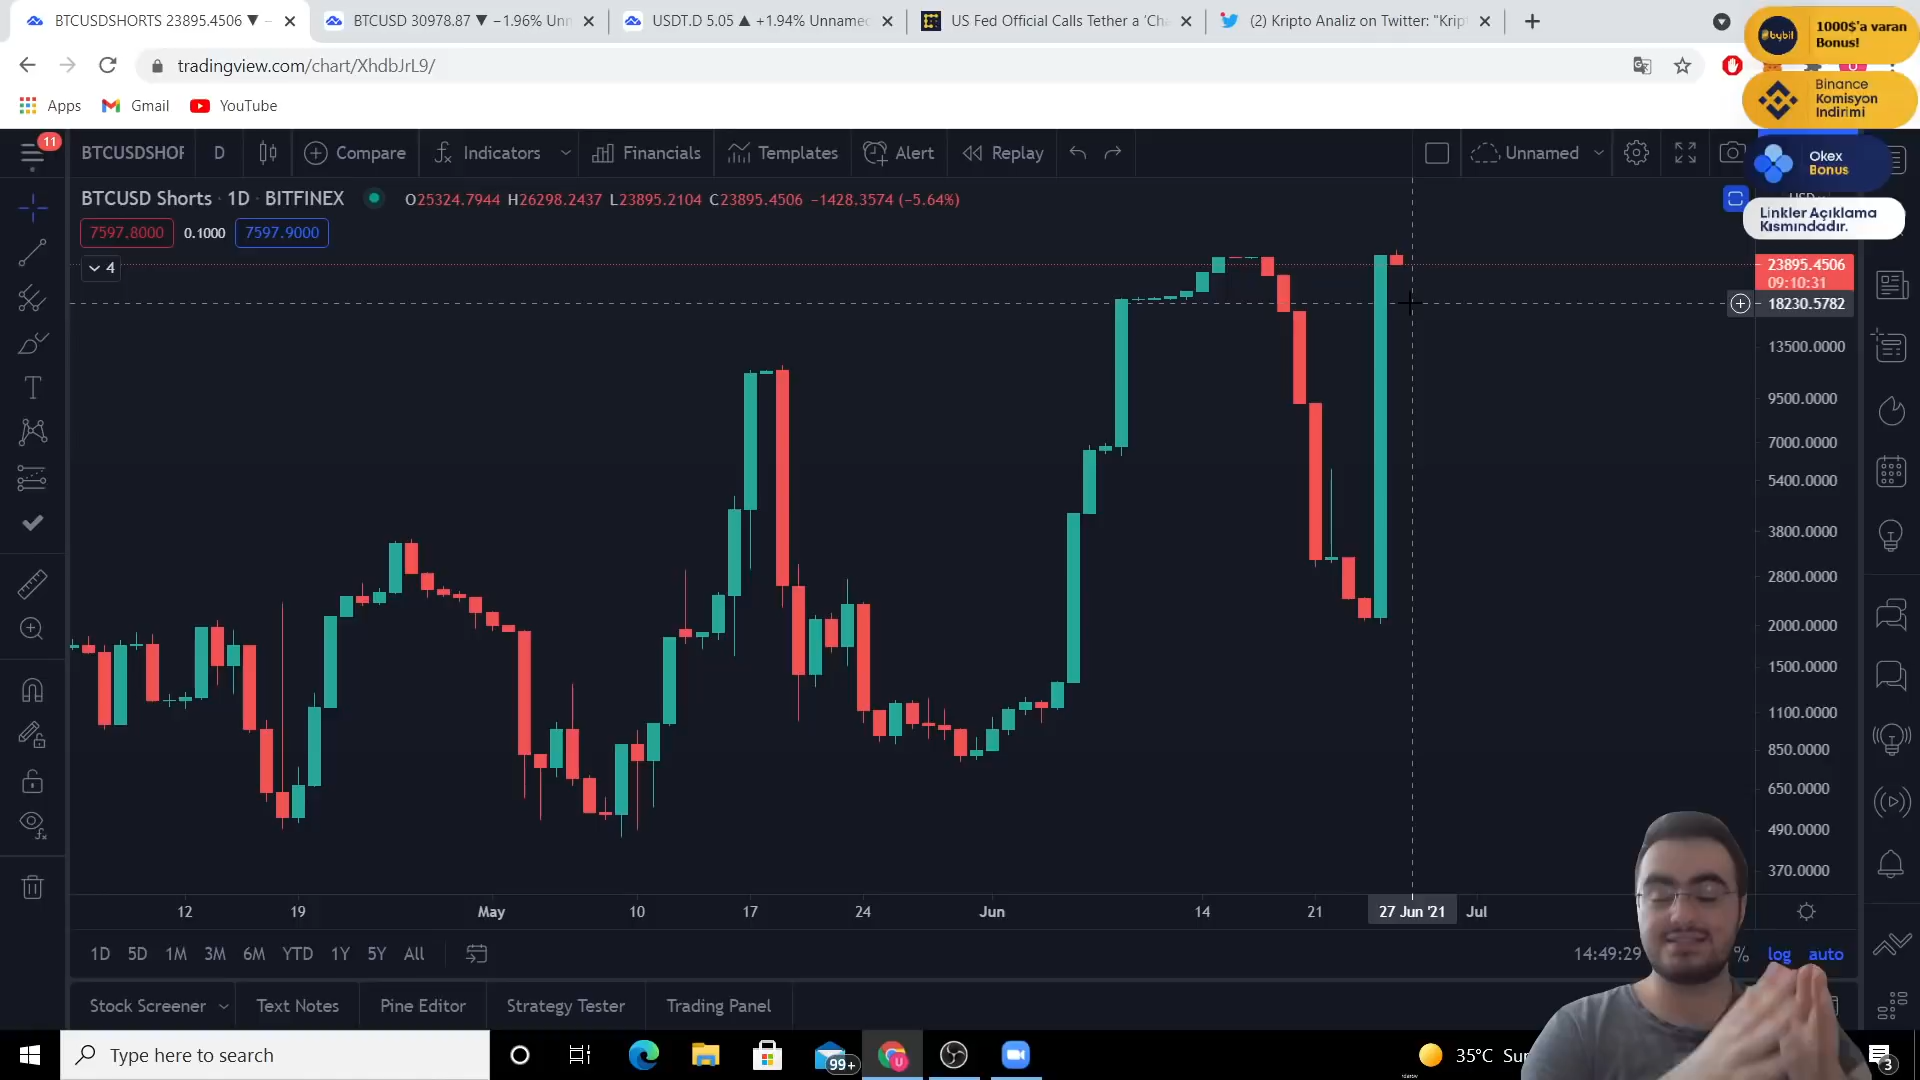 BTCUSDSHORTS 23895.4506 ▼ −
BTCUSD 30978.87 ▼ −1.96% Unn
USDT.D 5.05 ▲ +1.94% Unname
US Fed Official Calls Tether a 'Cha
(2) Kripto Analiz on Twitter: "Krip
tradingview.com/chart/XhdbJrL9/
Apps
Gmail
YouTube
BYBIT
1000$'a varan
Bonus!
Binance
Komisyon
İndirimi
Okex
Bonus
Linkler Açıklama
Kısmındadır.
11
BTCUSDSHOF
D
Compare
Indicators
Financials
Templates
Alert
Replay
Unnamed
BTCUSD Shorts · 1D · BITFINEX
O25324.7944 H26298.2437 L23895.2104 C23895.4506 −1428.3574 (−5.64%)
7597.8000
0.1000
7597.9000
4
23895.4506
09:10:31
18230.5782
13500.0000
9500.0000
7000.0000
5400.0000
3800.0000
2800.0000
2000.0000
1500.0000
1100.0000
850.0000
650.0000
490.0000
370.0000
12
19
May
10
17
24
Jun
14
21
27 Jun '21
Jul
1D
5D
1M
3M
6M
YTD
1Y
5Y
All
14:49:29
%
log
auto
Stock Screener
Text Notes
Pine Editor
Strategy Tester
Trading Panel
Type here to search
99+
U
35°C
Sun
3